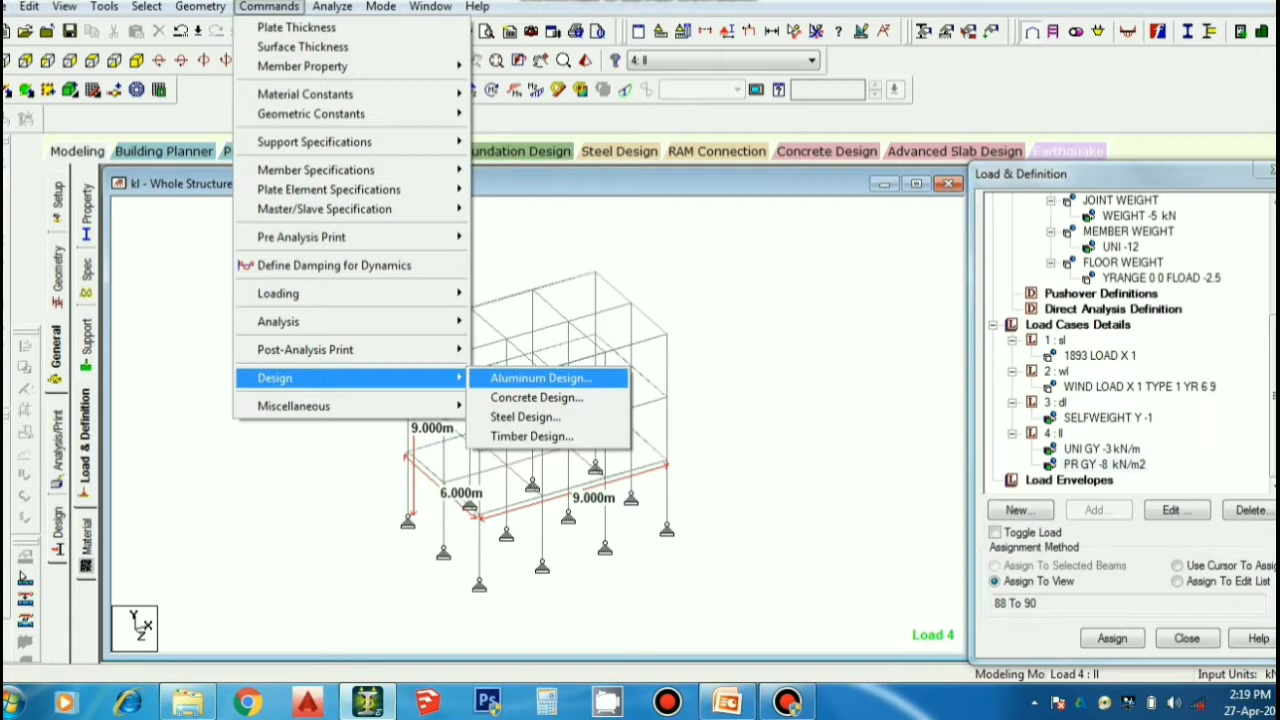 Edit View Tools Select Geometry Commands Analyze Mode Window Help
Plate Thickness
Surface Thickness
Member Property
Material Constants
Geometric Constants
Support Specifications
Member Specifications
Plate Element Specifications
Master/Slave Specification
Pre Analysis Print
Define Damping for Dynamics
Loading
Analysis
Post-Analysis Print
Design
Miscellaneous
Aluminum Design...
Concrete Design...
Steel Design...
Timber Design...
4: ll
Modeling Building Planner P oundation Design Steel Design RAM Connection Concrete Design Advanced Slab Design Earthquake
kl - Whole Structure
Setup
Geometry
General
Analysis/Print
Design
Property
Spec
Support
Load & Definition
Material
9.000m
6.000m
9.000m
Y
X
Z
Load 4
Load & Definition
JOINT WEIGHT
WEIGHT -5 kN
MEMBER WEIGHT
UNI -12
FLOOR WEIGHT
YRANGE 0 0 FLOAD -2.5
Pushover Definitions
Direct Analysis Definition
Load Cases Details
1 : sl
1893 LOAD X 1
2 : wl
WIND LOAD X 1 TYPE 1 YR 6 9
3 : dl
SELFWEIGHT Y -1
4 : ll
UNI GY -3 kN/m
PR GY -8 kN/m2
Load Envelopes
New... Add... Edit ... Delete...
Toggle Load
Assignment Method
Assign To Selected Beams Use Cursor To Assi
Assign To View Assign To Edit List
88 To 90
Assign Close Help
Modeling Mo Load 4 : ll Input Units: kN
Ps
2:19 PM
27-Apr-20